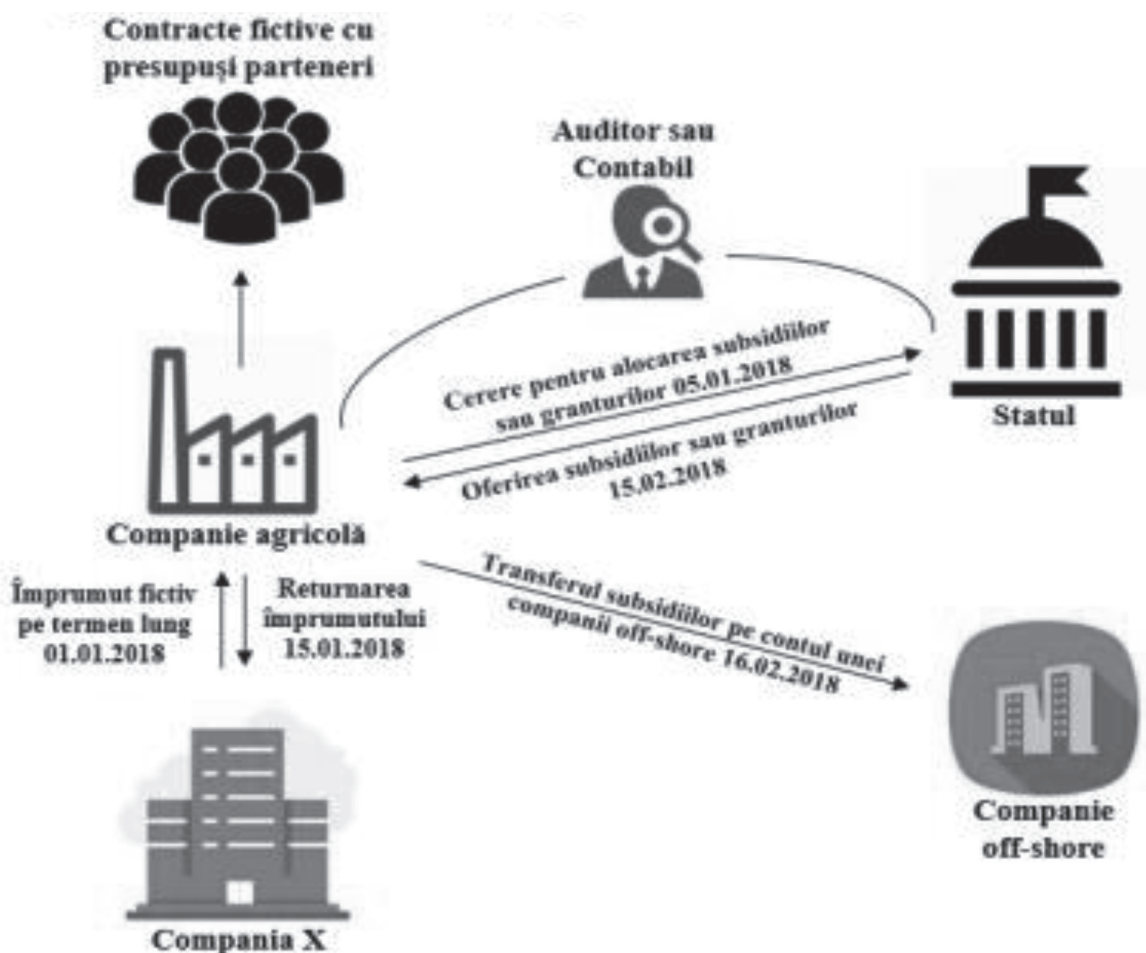 Contracte fictive cu
presupuși parteneri
Auditor sau
Contabil
Cerere pentru alocarea subsidiilor
sau granturilor 05.01.2018
Oferirea subsidiilor sau granturilor
15.02.2018
Statul
Companie agricolă
Împrumut fictiv
pe termen lung
01.01.2018
Returnarea
împrumutului
15.01.2018
Transferul subsidiilor pe contul unei
companii off-shore 16.02.2018
Companie
off-shore
Compania X